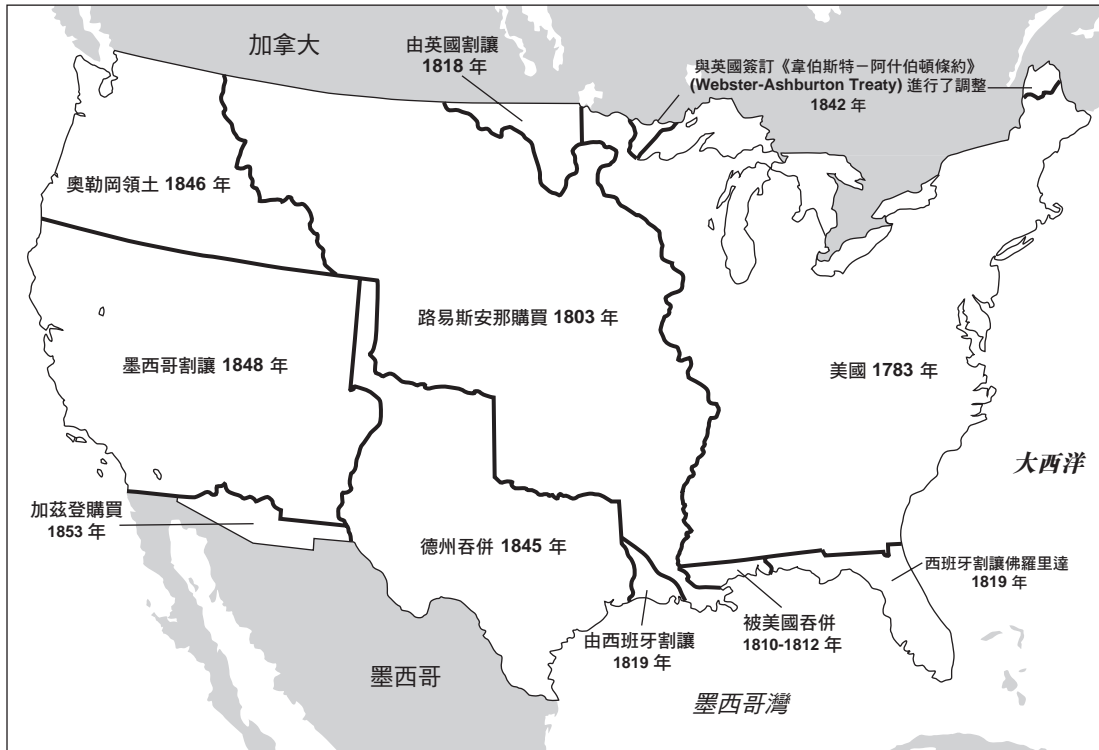 加拿大
由英國割讓
1818 年
與英國簽訂《韋伯斯特－阿什伯頓條約》
(Webster-Ashburton Treaty) 進行了調整
1842 年
奧勒岡領土 1846 年
路易斯安那購買 1803 年
墨西哥割讓 1848 年
美國 1783 年
大西洋
加茲登購買
1853 年
德州吞併 1845 年
西班牙割讓佛羅里達
1819 年
由西班牙割讓
1819 年
被美國吞併
1810-1812 年
墨西哥
墨西哥灣